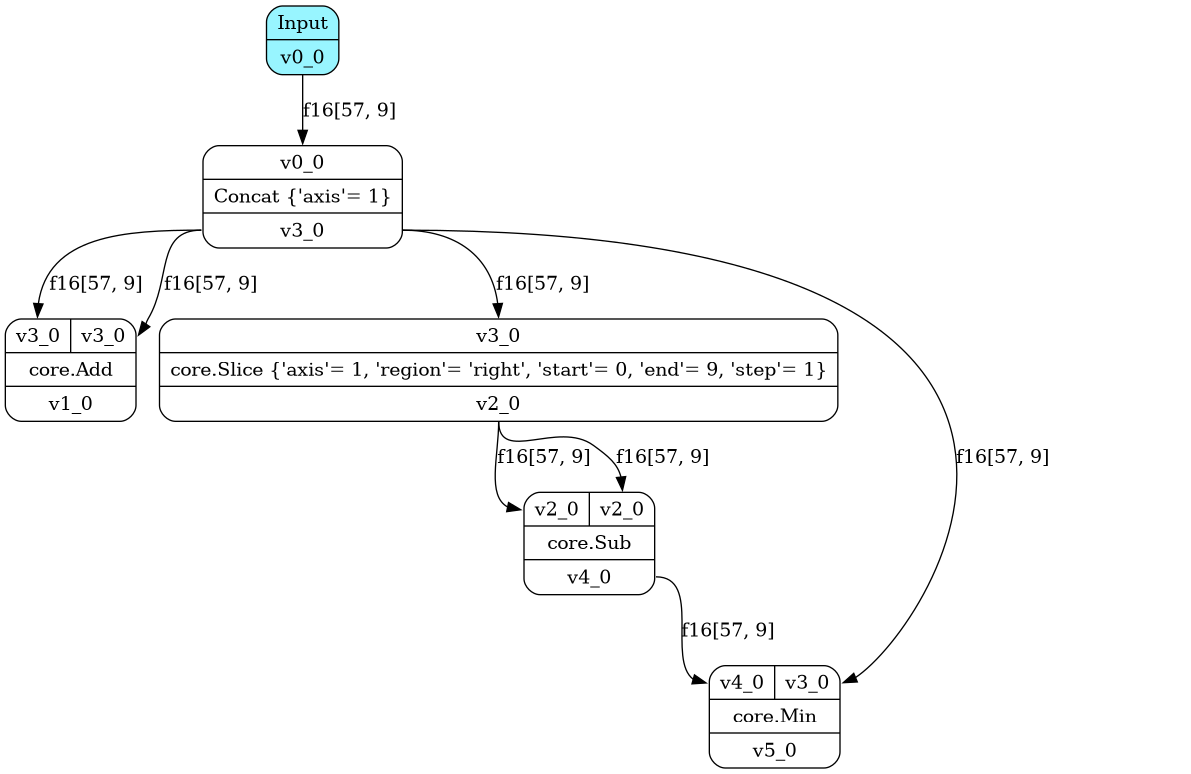 Input
v0_0
f16[57, 9]
v0_0
Concat {'axis'= 1}
v3_0
f16[57, 9]
f16[57, 9]
f16[57, 9]
v3_0
v3_0
core.Add
v1_0
v3_0
core.Slice {'axis'= 1, 'region'= 'right', 'start'= 0, 'end'= 9, 'step'= 1}
v2_0
f16[57, 9]
f16[57, 9]
f16[57, 9]
v2_0
v2_0
core.Sub
v4_0
f16[57, 9]
v4_0
v3_0
core.Min
v5_0